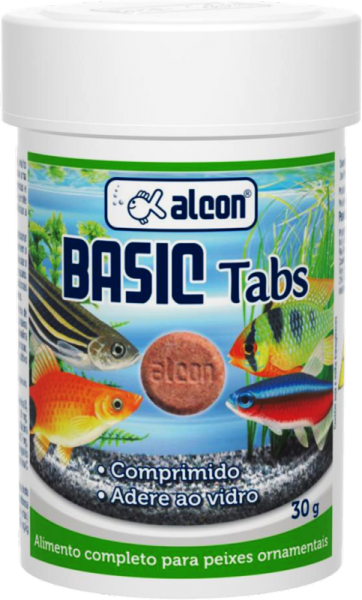 alcon®
BASIC Tabs
alcon
• Comprimido
• Adere ao vidro
30 g
Alimento completo para peixes ornamentais